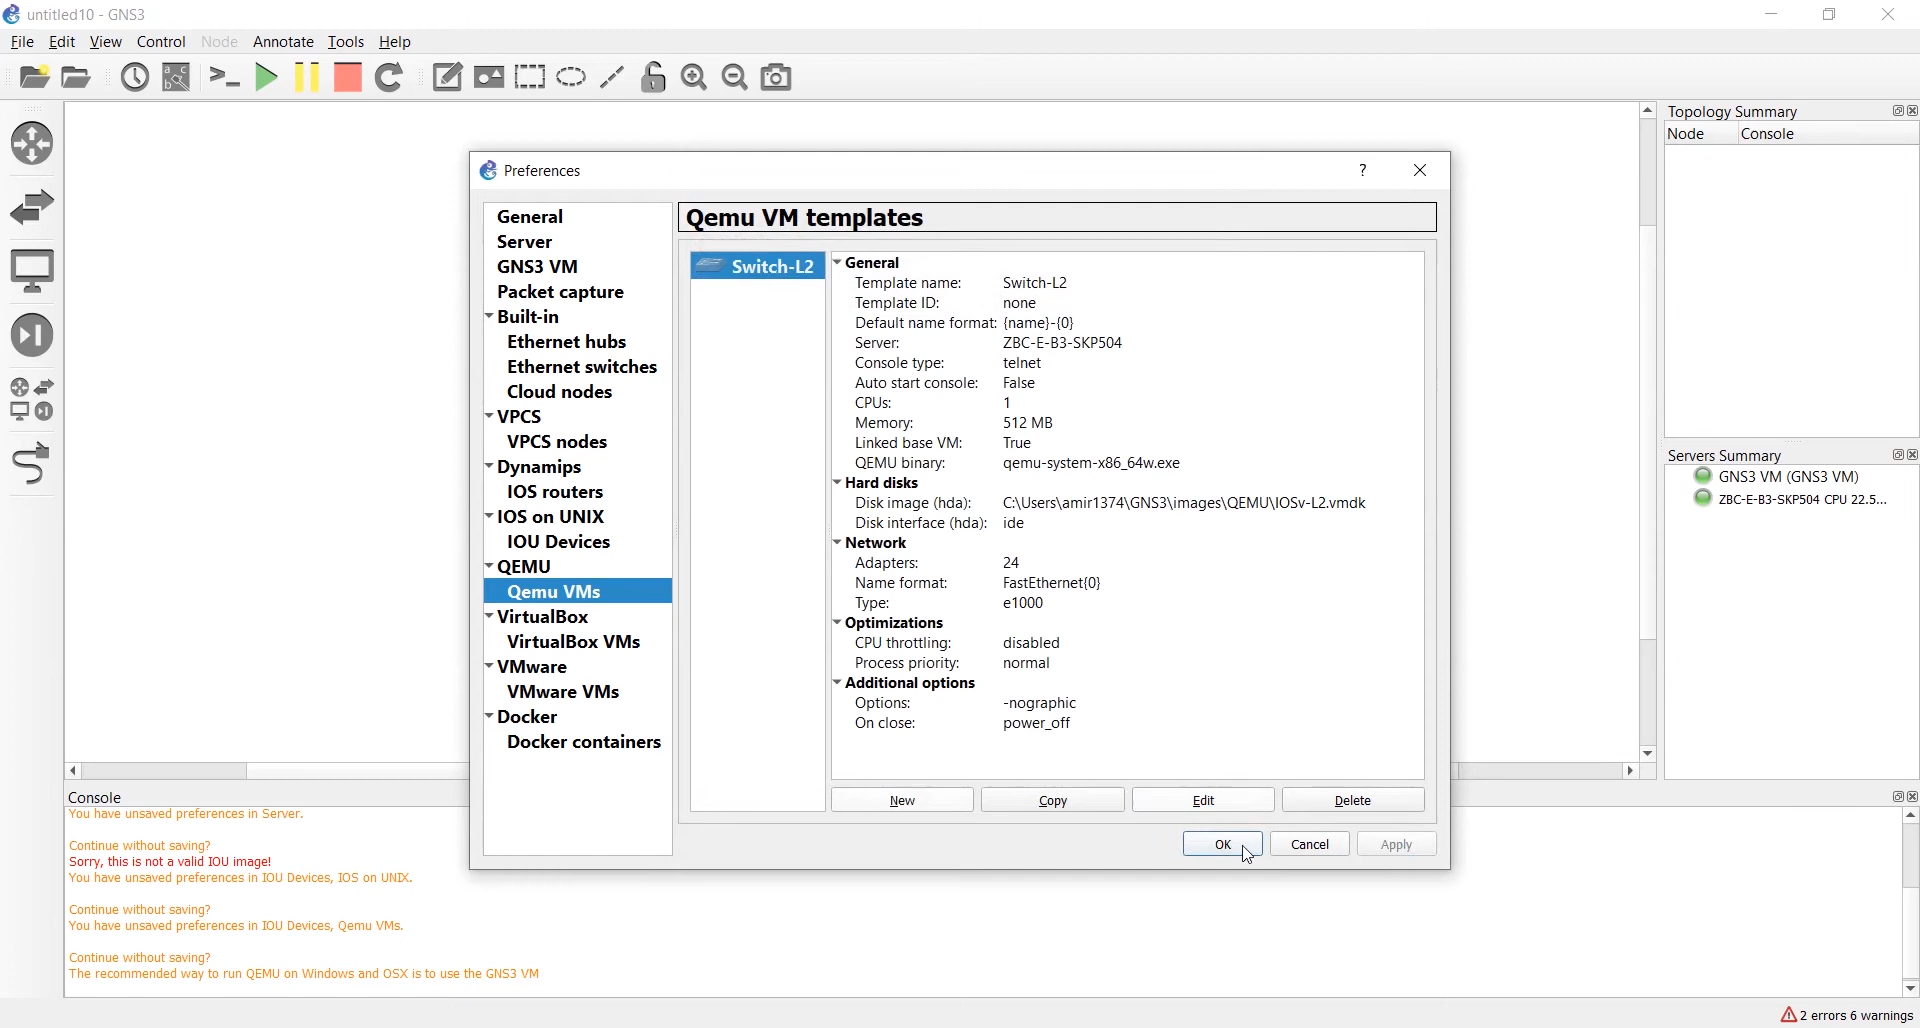 untitled10 - GNS3
File Edit View Control Node Annotate Tools Help
Topology Summary
Node Console
Preferences
?
General
Server
GNS3 VM
Packet capture
Built-in
Ethernet hubs
Ethernet switches
Cloud nodes
VPCS
VPCS nodes
Dynamips
IOS routers
IOS on UNIX
IOU Devices
QEMU
Qemu VMs
VirtualBox
VirtualBox VMs
VMware
VMware VMs
Docker
Docker containers
Qemu VM templates
Switch-L2
General
Template name: Switch-L2
Template ID: none
Default name format: {name}-{0}
Server: ZBC-E-B3-SKP504
Console type: telnet
Auto start console: False
CPUs: 1
Memory: 512 MB
Linked base VM: True
QEMU binary: qemu-system-x86_64w.exe
Hard disks
Disk image (hda): C:\Users\amir1374\GNS3\images\QEMU\IOSv-L2.vmdk
Disk interface (hda): ide
Network
Adapters: 24
Name format: FastEthernet{0}
Type: e1000
Optimizations
CPU throttling: disabled
Process priority: normal
Additional options
Options: -nographic
On close: power_off
New Copy Edit Delete
OK Cancel Apply
Servers Summary
GNS3 VM (GNS3 VM)
ZBC-E-B3-SKP504 CPU 22.5...
Console
You have unsaved preferences in Server.
Continue without saving?
Sorry, this is not a valid IOU image!
You have unsaved preferences in IOU Devices, IOS on UNIX.
Continue without saving?
You have unsaved preferences in IOU Devices, Qemu VMs.
Continue without saving?
The recommended way to run QEMU on Windows and OSX is to use the GNS3 VM
2 errors 6 warnings